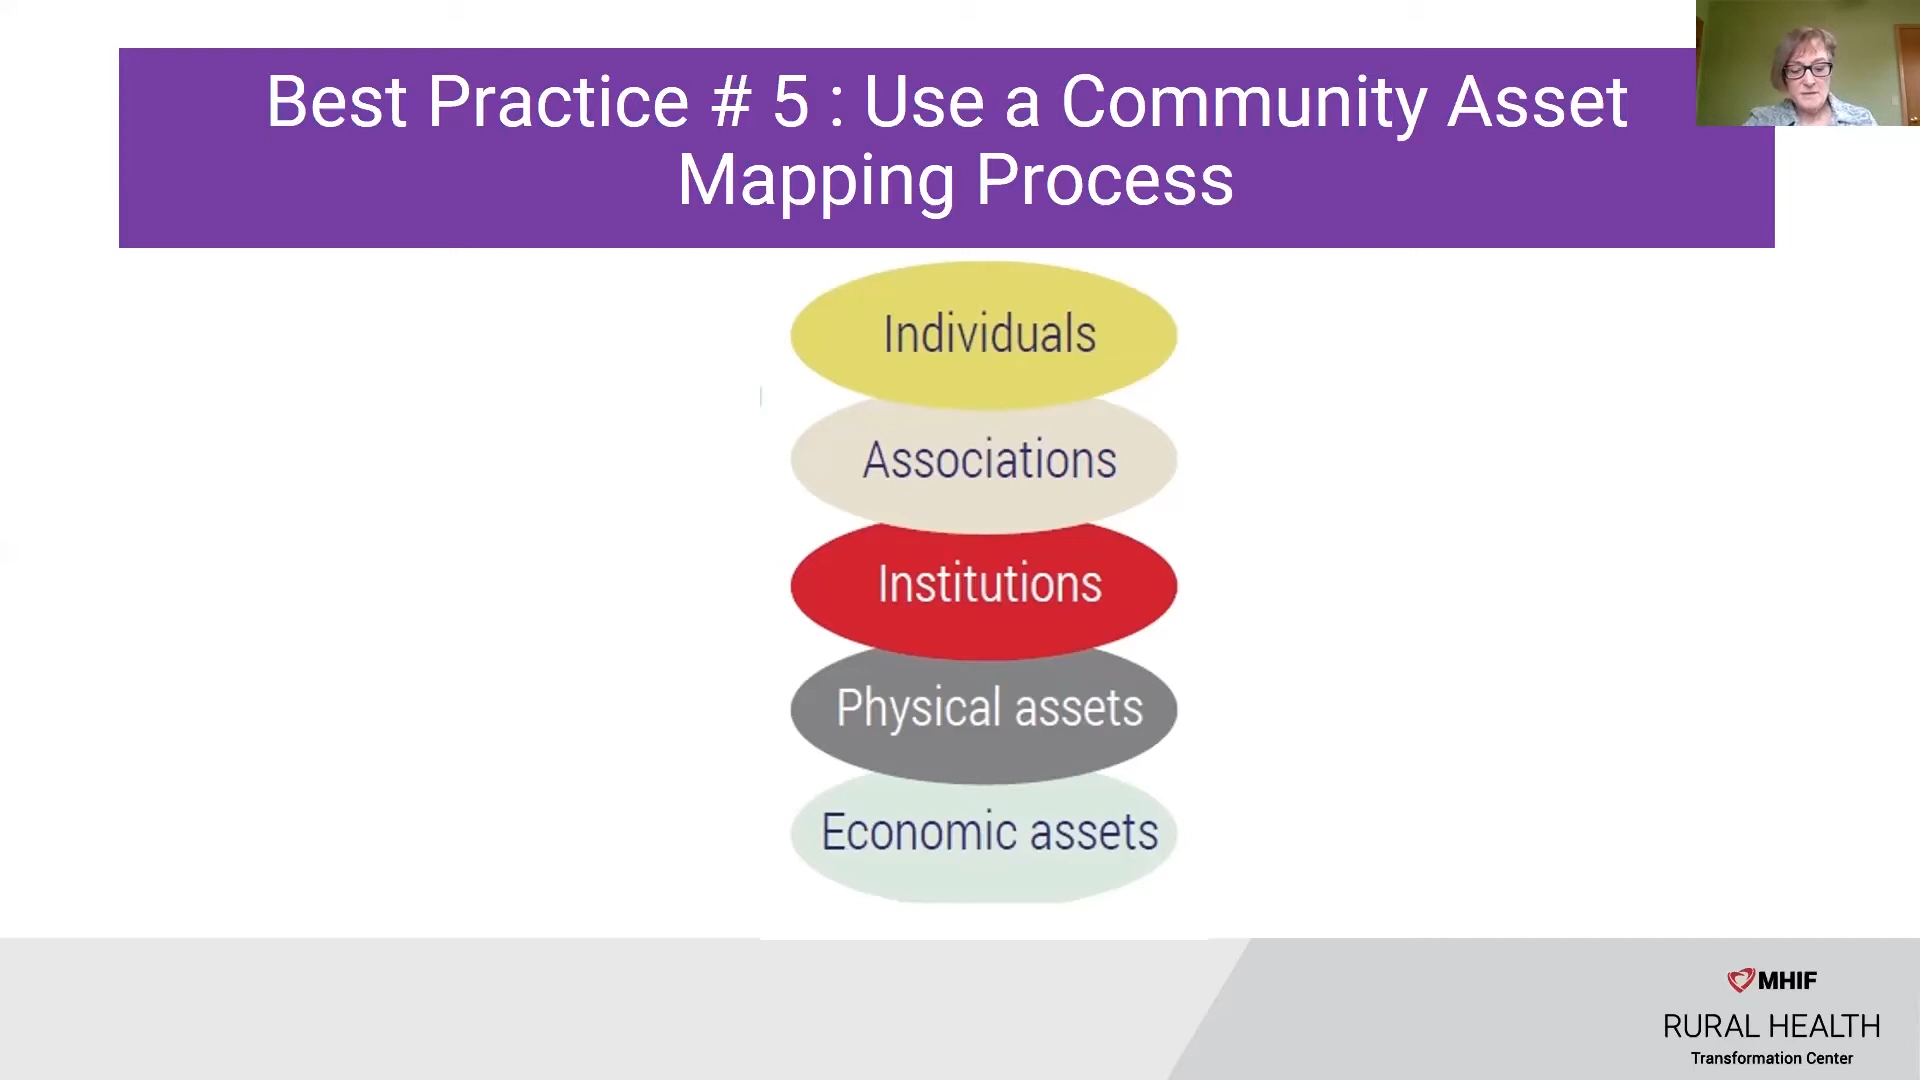 Best Practice # 5 : Use a Community Asset
Mapping Process
Individuals
Associations
Institutions
Physical assets
Economic assets
MHIF
RURAL HEALTH
Transformation Center